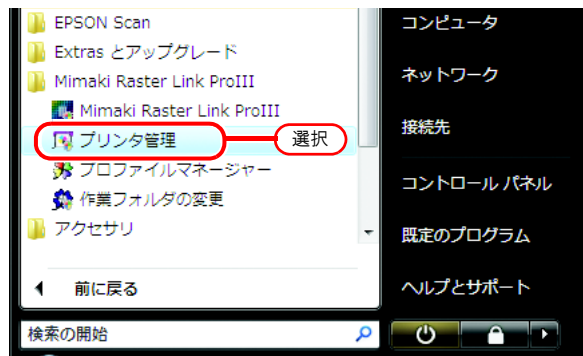 EPSON Scan
Extras とアップグレード
Mimaki Raster Link ProIII
Mimaki Raster Link ProIII
プリンタ管理
選択
プロファイルマネージャー
作業フォルダの変更
アクセサリ
前に戻る
検索の開始
コンピュータ
ネットワーク
接続先
コントロール パネル
既定のプログラム
ヘルプとサポート